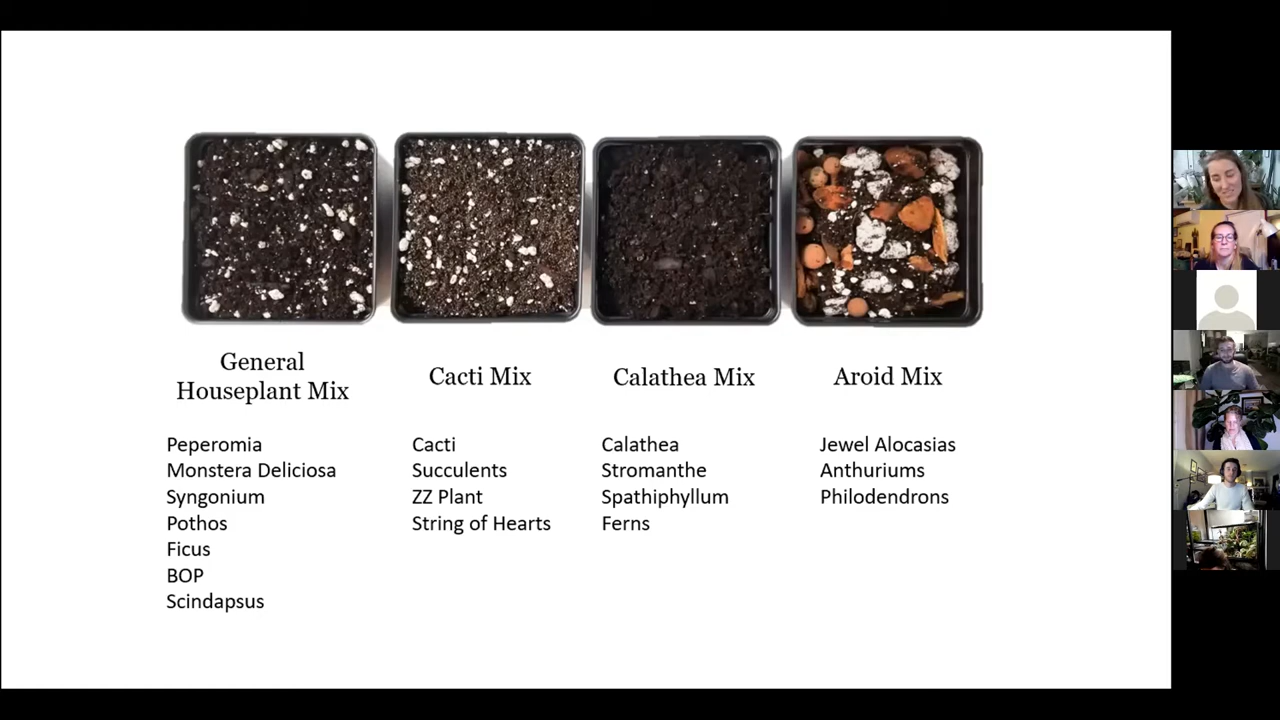 General
Houseplant Mix
Cacti Mix
Calathea Mix
Aroid Mix
Peperomia
Monstera Deliciosa
Syngonium
Pothos
Ficus
BOP
Scindapsus
Cacti
Succulents
ZZ Plant
String of Hearts
Calathea
Stromanthe
Spathiphyllum
Ferns
Jewel Alocasias
Anthuriums
Philodendrons